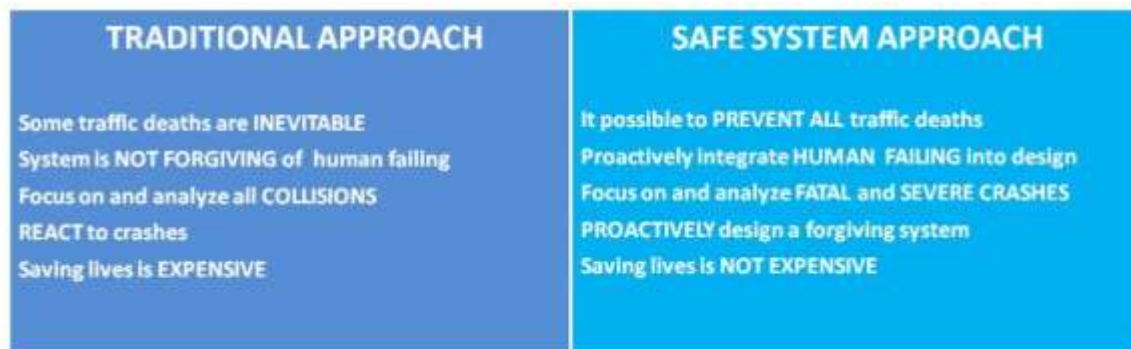 TRADITIONAL APPROACH
Some traffic deaths are INEVITABLE
System is NOT FORGIVING of human failing
Focus on and analyze all COLLISIONS
REACT to crashes
Saving lives is EXPENSIVE
SAFE SYSTEM APPROACH
It possible to PREVENT ALL traffic deaths
Proactively integrate HUMAN FAILING into design
Focus on and analyze FATAL and SEVERE CRASHES
PROACTIVELY design a forgiving system
Saving lives is NOT EXPENSIVE